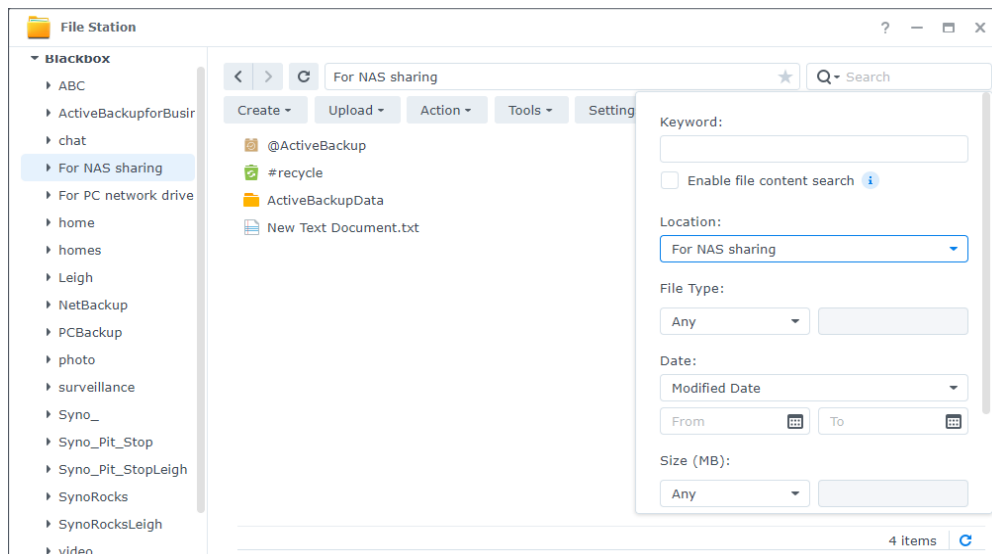 File Station
Blackbox
ABC
ActiveBackupforBusir
chat
For NAS sharing
For PC network drive
home
homes
Leigh
NetBackup
PCBackup
photo
surveillance
Syno_
Syno_Pit_Stop
Syno_Pit_StopLeigh
SynoRocks
SynoRocksLeigh
video
For NAS sharing
Search
Create
Upload
Action
Tools
Setting
@ActiveBackup
#recycle
ActiveBackupData
New Text Document.txt
Keyword:
Enable file content search
Location:
For NAS sharing
File Type:
Any
Date:
Modified Date
From
To
Size (MB):
Any
4 items